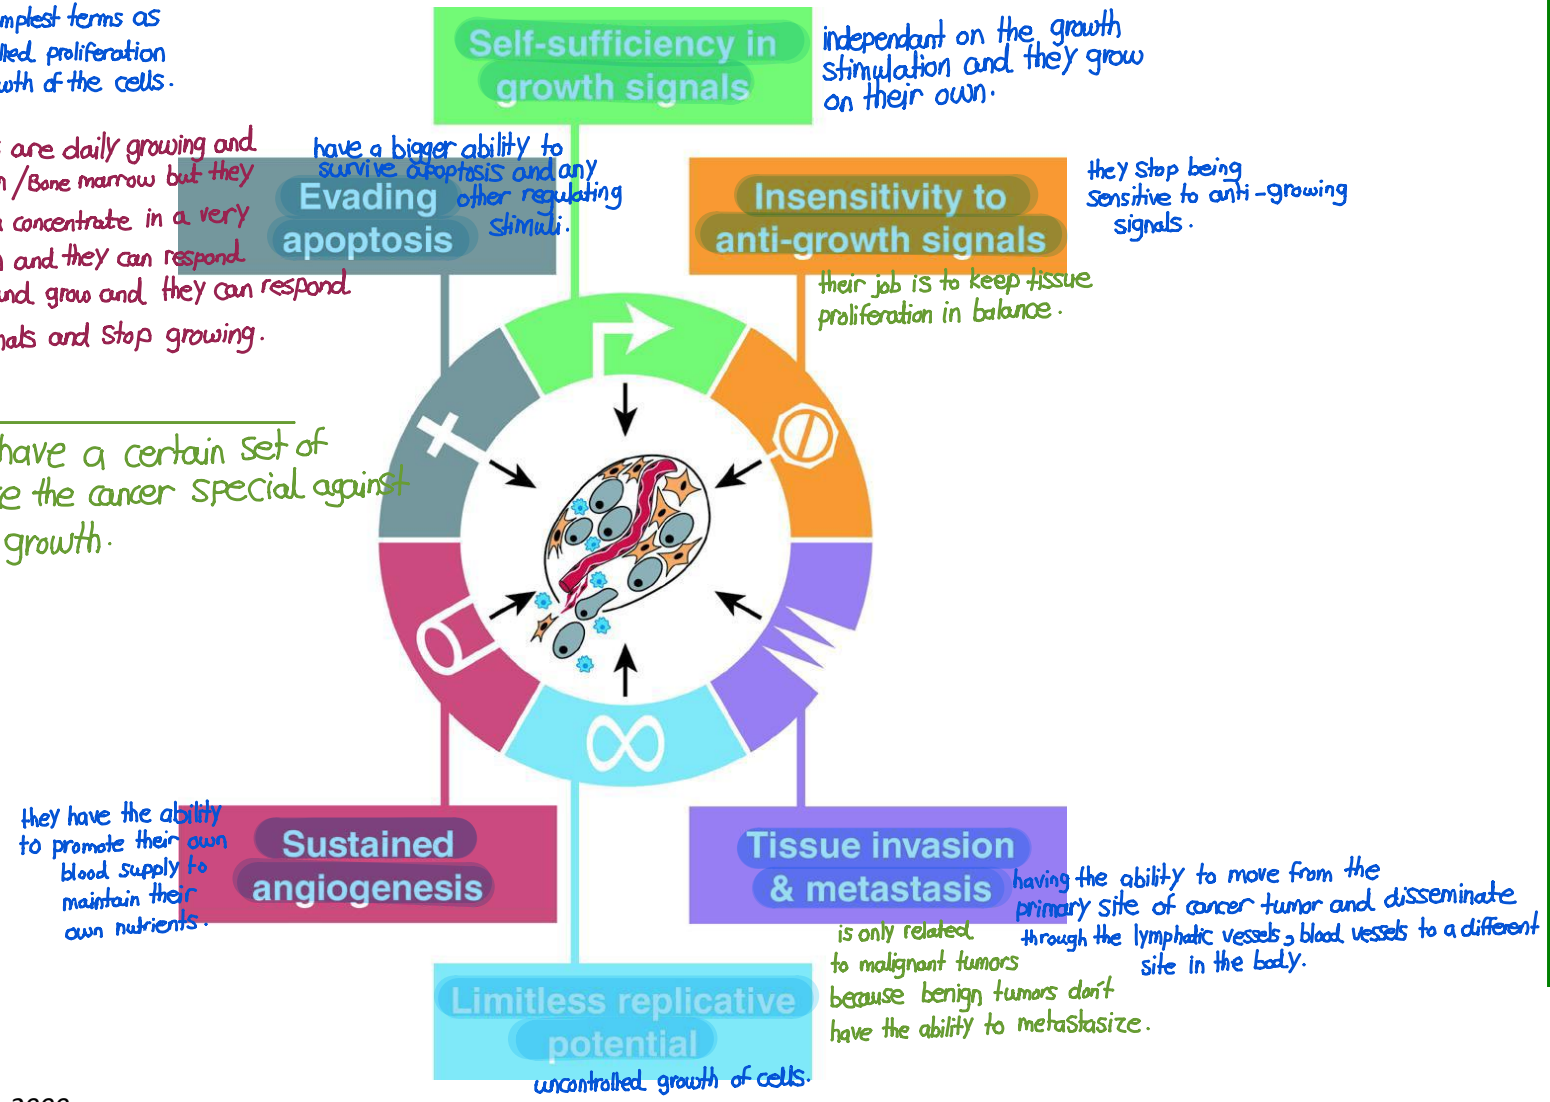 mplest terms as
lled proliferation
wth of the cells.
Self-sufficiency in
growth signals
independant on the growth
stimulation and they grow
on their own.
s are daily growing and
n/Bone marrow but they
concentrate in a very
n and they can respond
and grow and they can respond
nals and stop growing.
have a bigger ability to
survive apoptosis and any
other regulating
stimuli.
Evading
apoptosis
Insensitivity to
anti-growth signals
they stop being
sensitive to anti-growing
signals.
their job is to keep tissue
proliferation in balance.
have a certain set of
e the cancer special against
growth.
they have the ability
to promote their own
blood supply to
maintain their
own nutrients.
Sustained
angiogenesis
Tissue invasion
& metastasis
having the ability to move from the
primary site of cancer tumor and disseminate
through the lymphatic vessels, blood vessels to a different
site in the body.
is only related
to malignant tumors
because benign tumors don't
have the ability to metastasize.
Limitless replicative
potential
uncontrolled growth of cells.